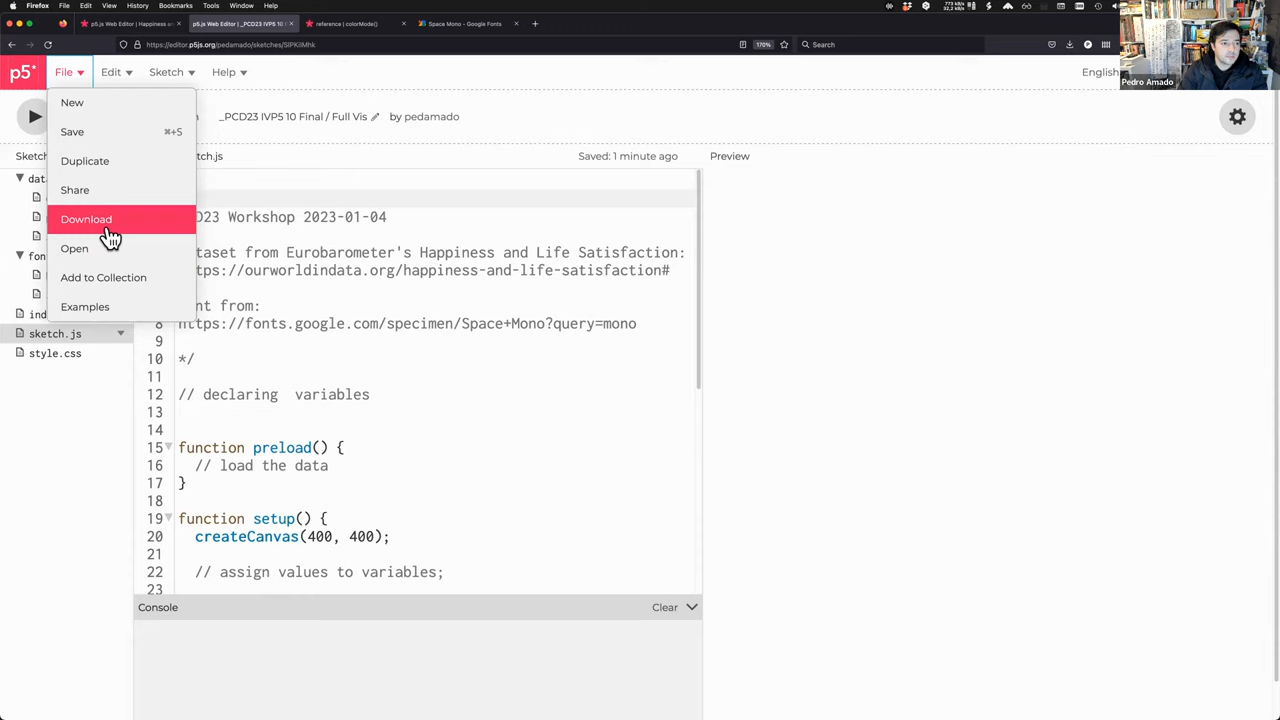 Firefox File Edit View History Bookmarks Tools Window Help
p5.js Web Editor | Happiness an
p5.js Web Editor | _PCD23 IVP5 10
reference | colorMode()
Space Mono - Google Fonts
https://editor.p5js.org/pedamado/sketches/
170%
Search
Pedro Amado
p5* File Edit Sketch Help English
New
Save ⌘+S
Duplicate
Share
Download
Open
Add to Collection
Examples
_PCD23 IVP5 10 Final / Full Vis by pedamado
Sketch
tch.js Saved: 1 minute ago Preview
data
fon
ind
sketch.js
style.css
CD23 Workshop 2023-01-04
taset from Eurobarometer's Happiness and Life Satisfaction:
tps://ourworldindata.org/happiness-and-life-satisfaction#
nt from:
8 https://fonts.google.com/specimen/Space+Mono?query=mono
9
10 */
11
12 // declaring variables
13
14
15 function preload() {
16 // load the data
17 }
18
19 function setup() {
20 createCanvas(400, 400);
21
22 // assign values to variables;
23
Console Clear